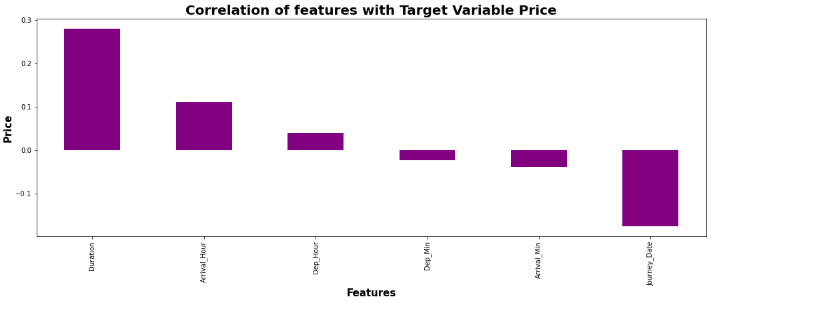 Correlation of features with Target Variable Price
0.3
0.2
0.1
0.0
−0.1
Price
Duration
Arrival_Hour
Dep_Hour
Dep_Min
Arrival_Min
Journey_Date
Features